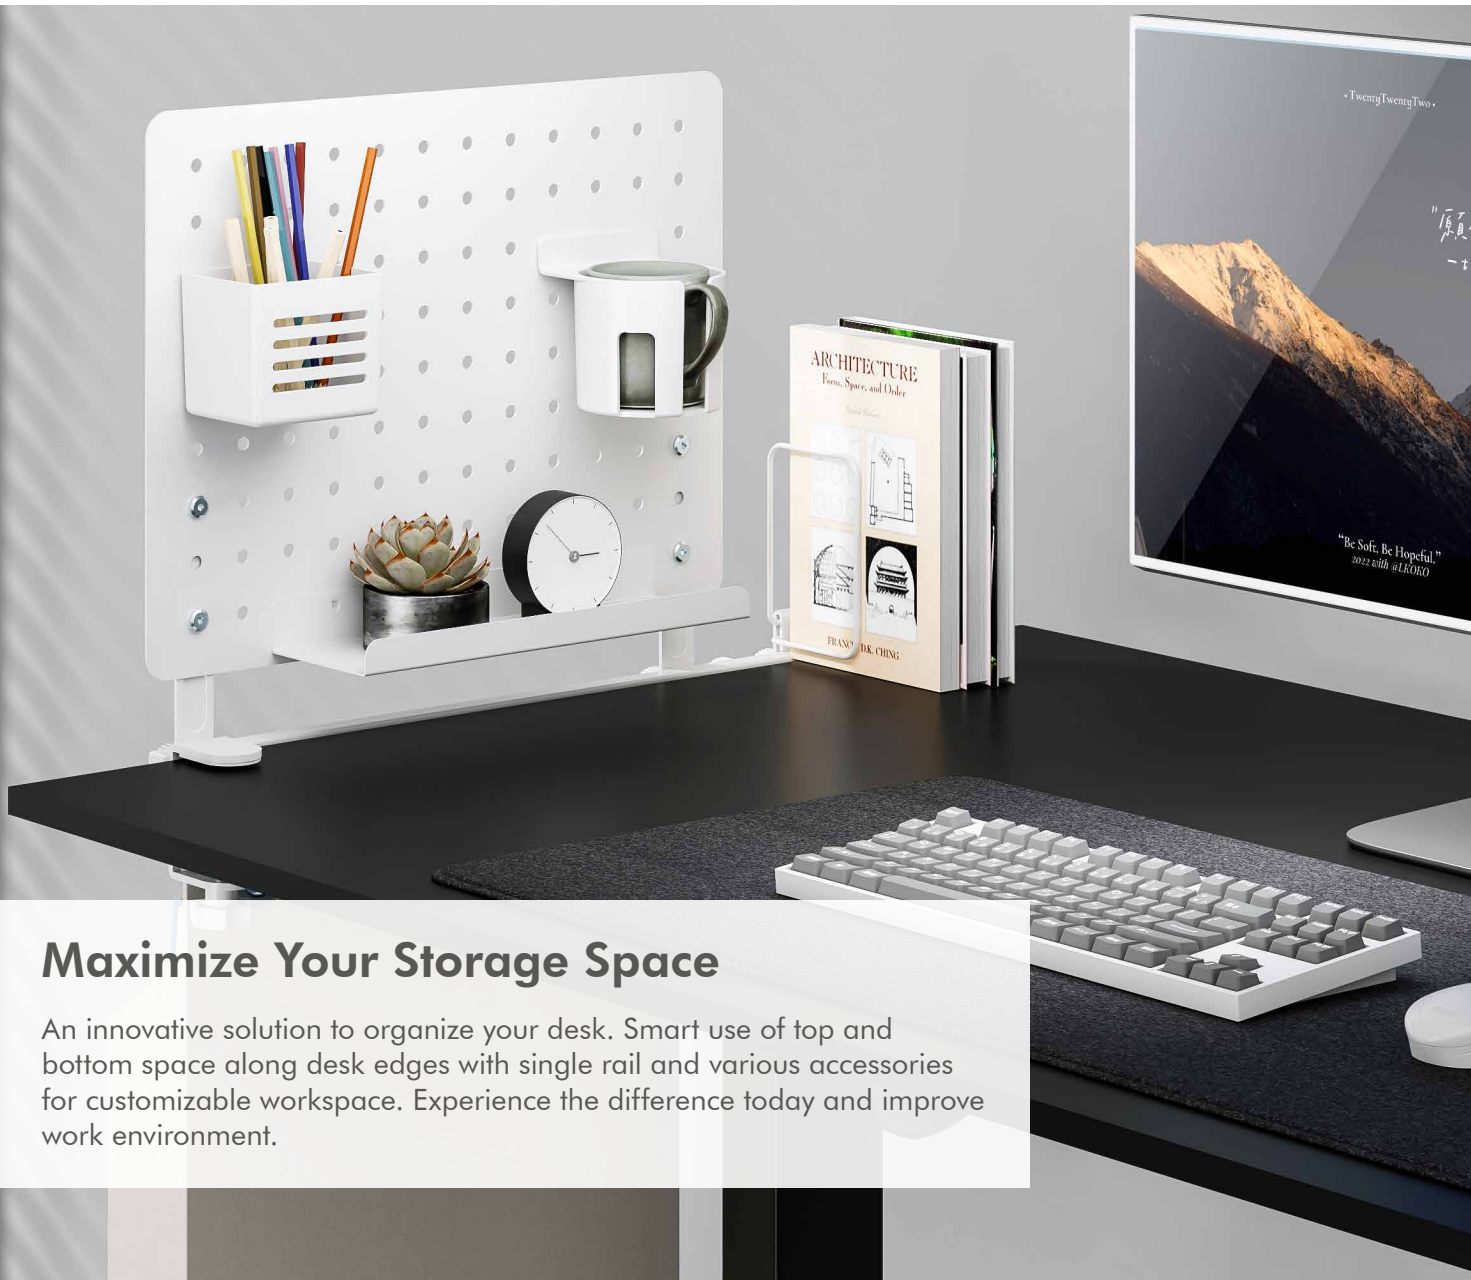 • TwentyTwentyTwo •
ARCHITECTURE
Form, Space, and Order
"Be Soft, Be Hopeful."
2022 with @LKOKO
D.K. CHING
Maximize Your Storage Space
An innovative solution to organize your desk. Smart use of top and
bottom space along desk edges with single rail and various accessories
for customizable workspace. Experience the difference today and improve
work environment.